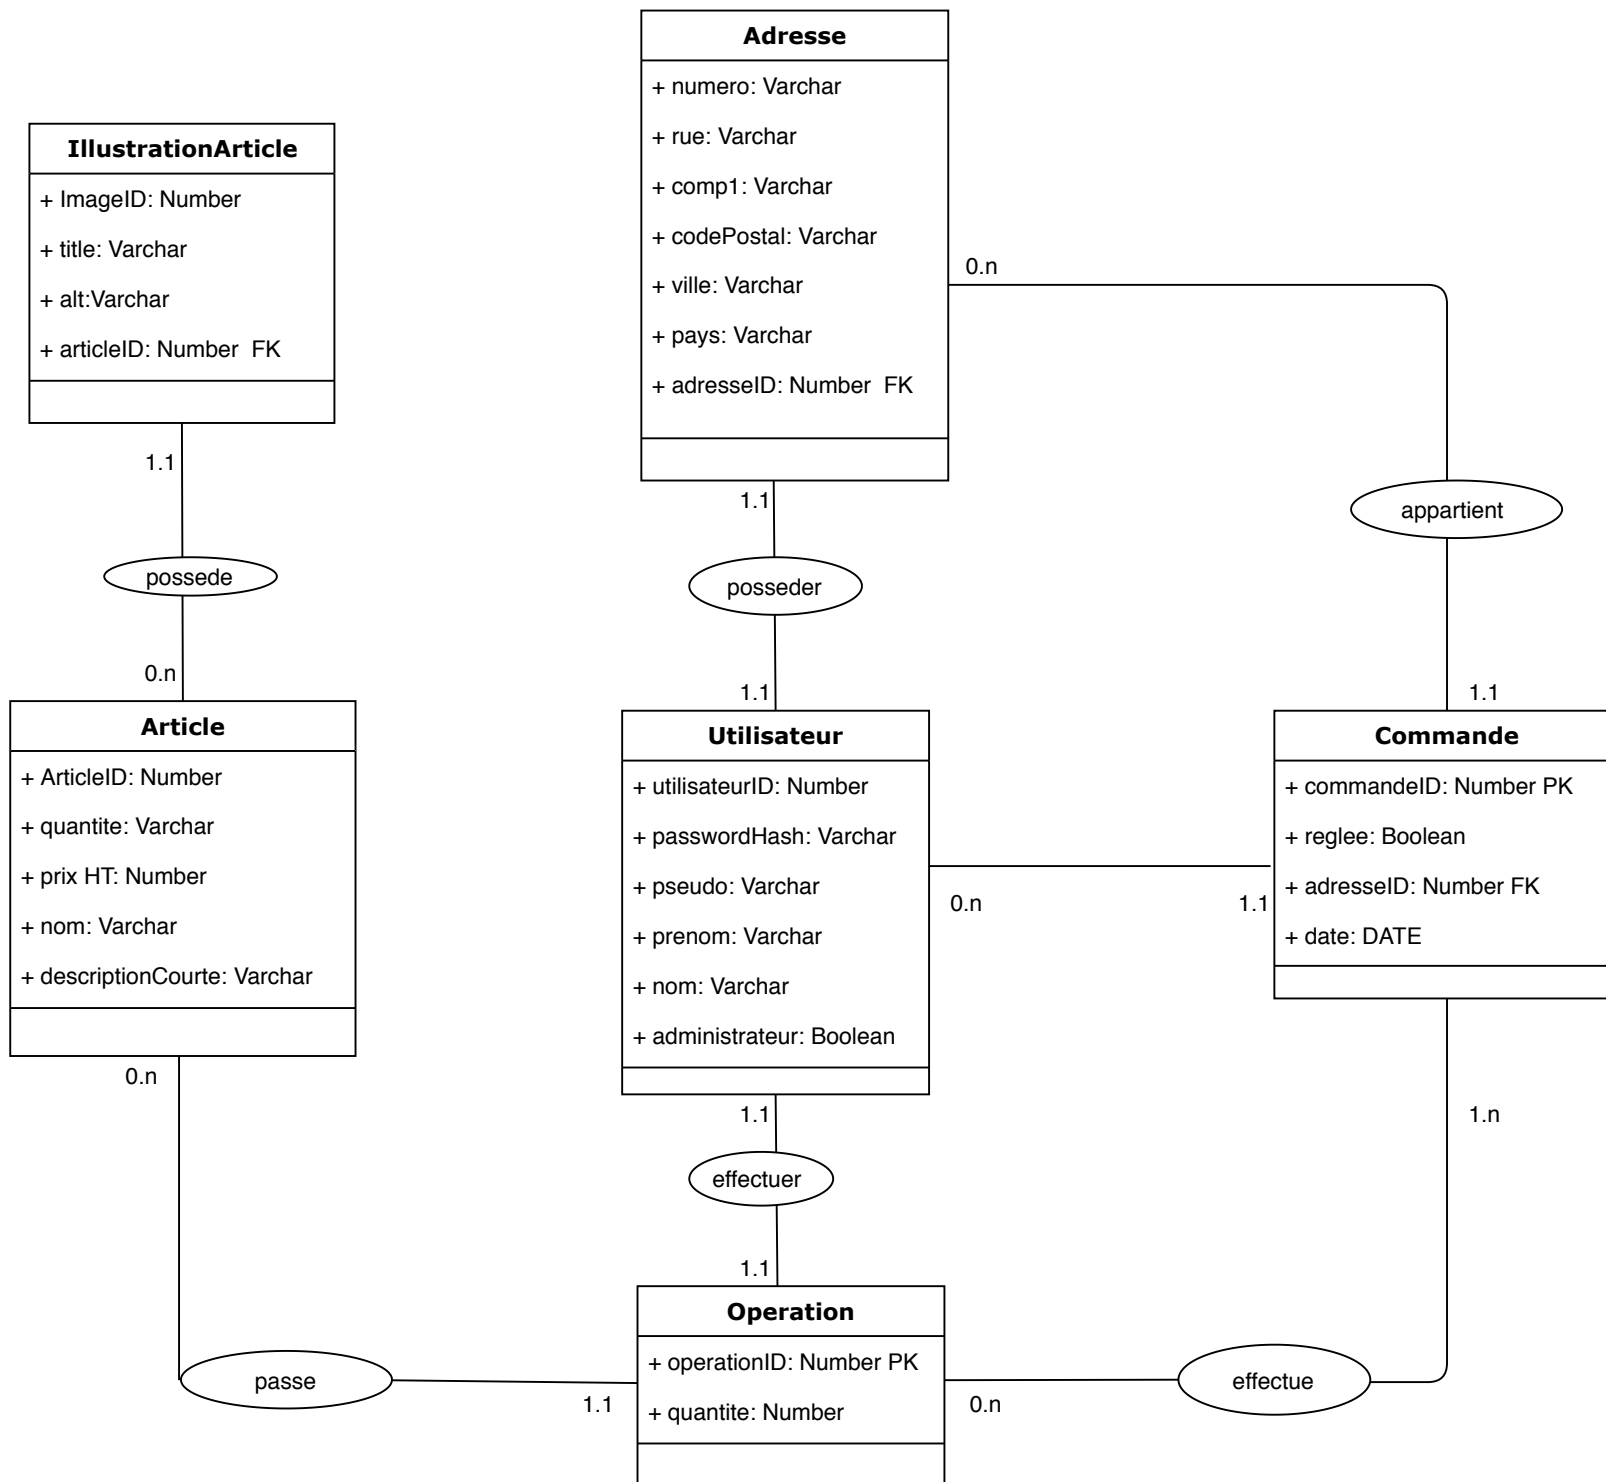 Adresse
+ numero: Varchar
+ rue: Varchar
+ comp1: Varchar
+ codePostal: Varchar
+ ville: Varchar
+ pays: Varchar
+ adresseID: Number  FK
IllustrationArticle
+ ImageID: Number
+ title: Varchar
+ alt:Varchar
+ articleID: Number  FK
0.n
1.1
1.1
appartient
possede
posseder
0.n
1.1
1.1
Article
+ ArticleID: Number
+ quantite: Varchar
+ prix HT: Number
+ nom: Varchar
+ descriptionCourte: Varchar
Utilisateur
+ utilisateurID: Number
+ passwordHash: Varchar
+ pseudo: Varchar
+ prenom: Varchar
+ nom: Varchar
+ administrateur: Boolean
0.n
1.1
Commande
+ commandeID: Number PK
+ reglee: Boolean
+ adresseID: Number FK
+ date: DATE
0.n
1.1
1.n
effectuer
1.1
Operation
+ operationID: Number PK
+ quantite: Number
passe
1.1
0.n
effectue